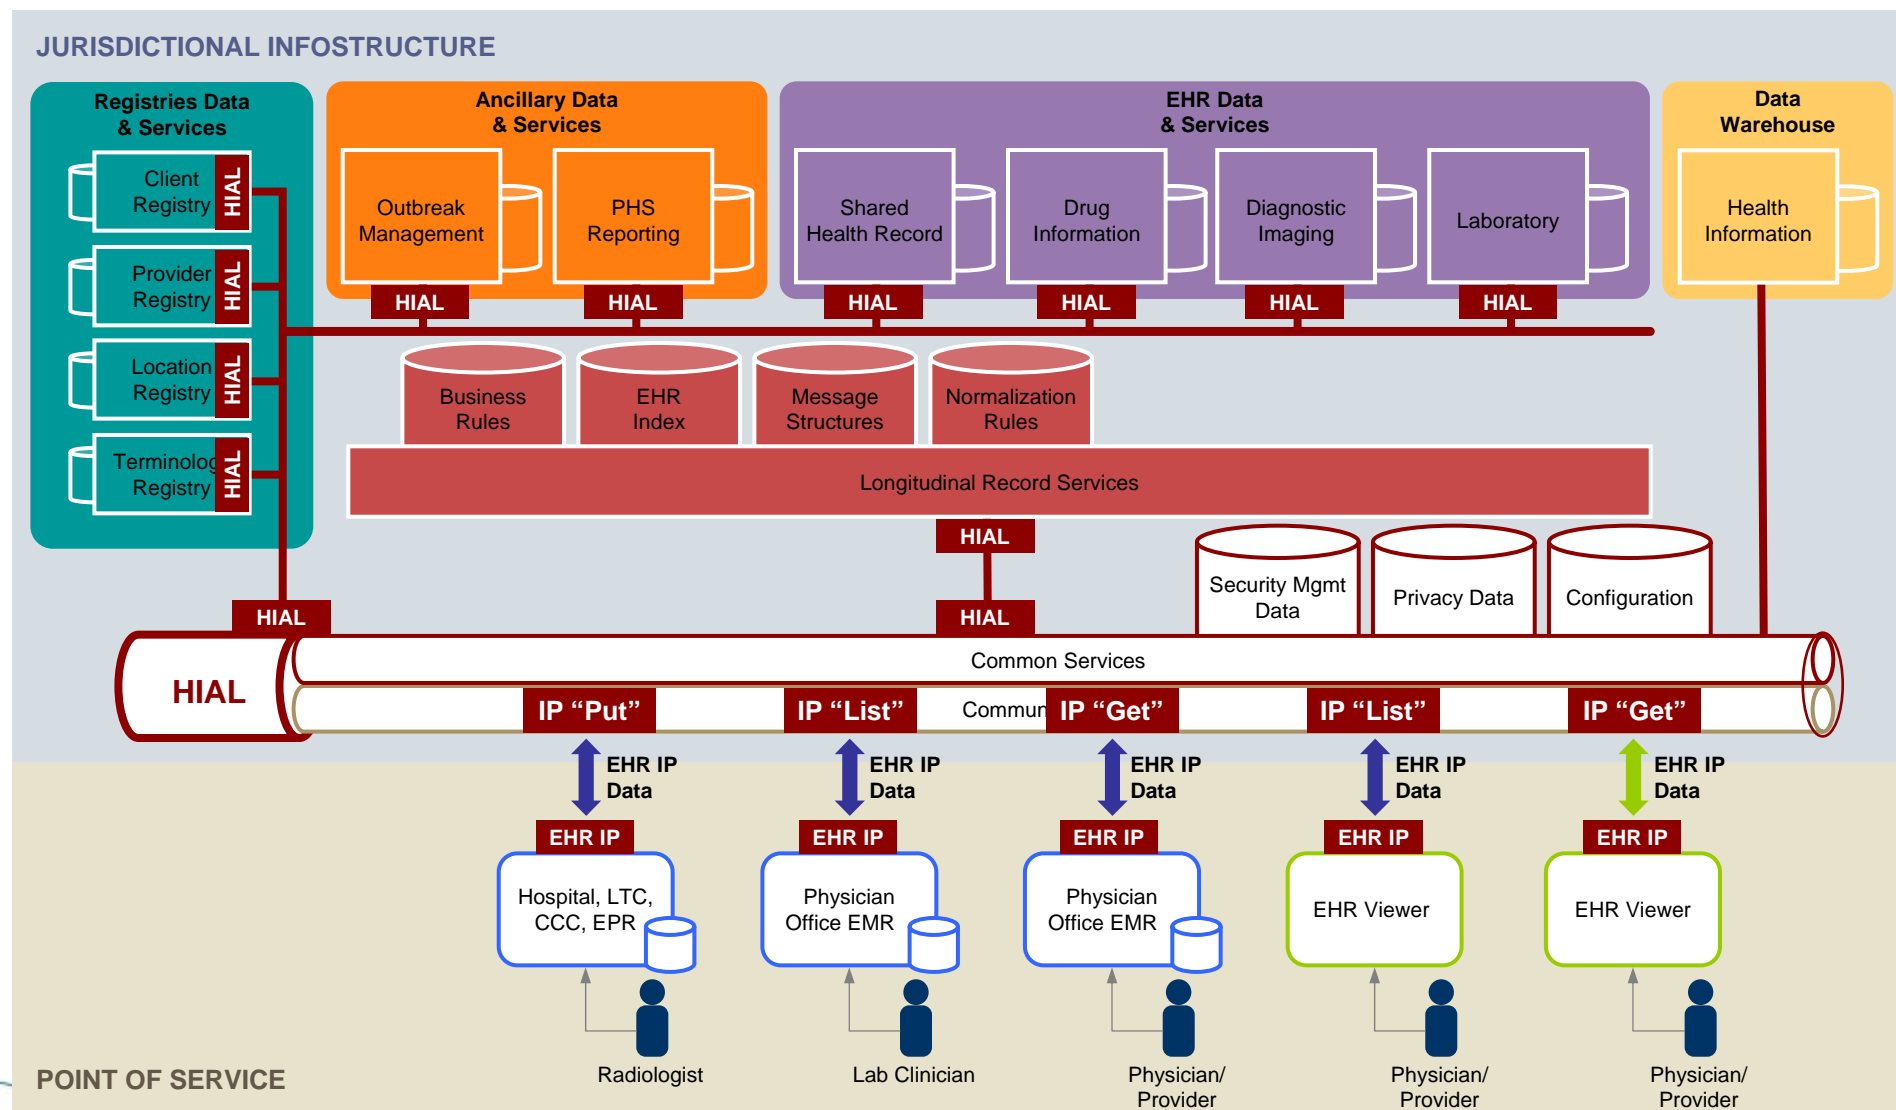 JURISDICTIONAL INFOSTRUCTURE
Registries Data
& Services
Client
Registry
HIAL
Provider
Registry
HIAL
Location
Registry
HIAL
Terminolog
Registry
HIAL
Ancillary Data
& Services
Outbreak
Management
HIAL
PHS
Reporting
HIAL
EHR Data
& Services
Shared
Health Record
HIAL
Drug
Information
HIAL
Diagnostic
Imaging
HIAL
Laboratory
HIAL
Data
Warehouse
Health
Information
Business
Rules
EHR
Index
Message
Structures
Normalization
Rules
Longitudinal Record Services
HIAL
Security Mgmt
Data
Privacy Data
Configuration
HIAL
HIAL
HIAL
Common Services
Commun
IP “Put”
IP “List”
IP “Get”
IP “List”
IP “Get”
EHR IP
Data
EHR IP
Data
EHR IP
Data
EHR IP
Data
EHR IP
Data
EHR IP
EHR IP
EHR IP
EHR IP
EHR IP
Hospital, LTC,
CCC, EPR
Physician
Office EMR
Physician
Office EMR
EHR Viewer
EHR Viewer
Radiologist
Lab Clinician
Physician/
Provider
Physician/
Provider
Physician/
Provider
POINT OF SERVICE